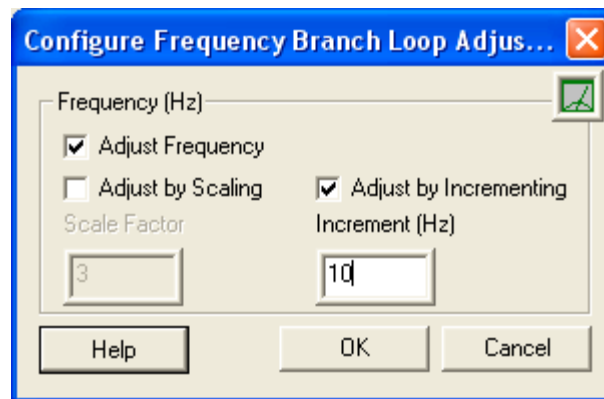 Configure Frequency Branch Loop Adjus...
Frequency (Hz)
Adjust Frequency
Adjust by Scaling
Adjust by Incrementing
Scale Factor
Increment (Hz)
3
10
Help
OK
Cancel